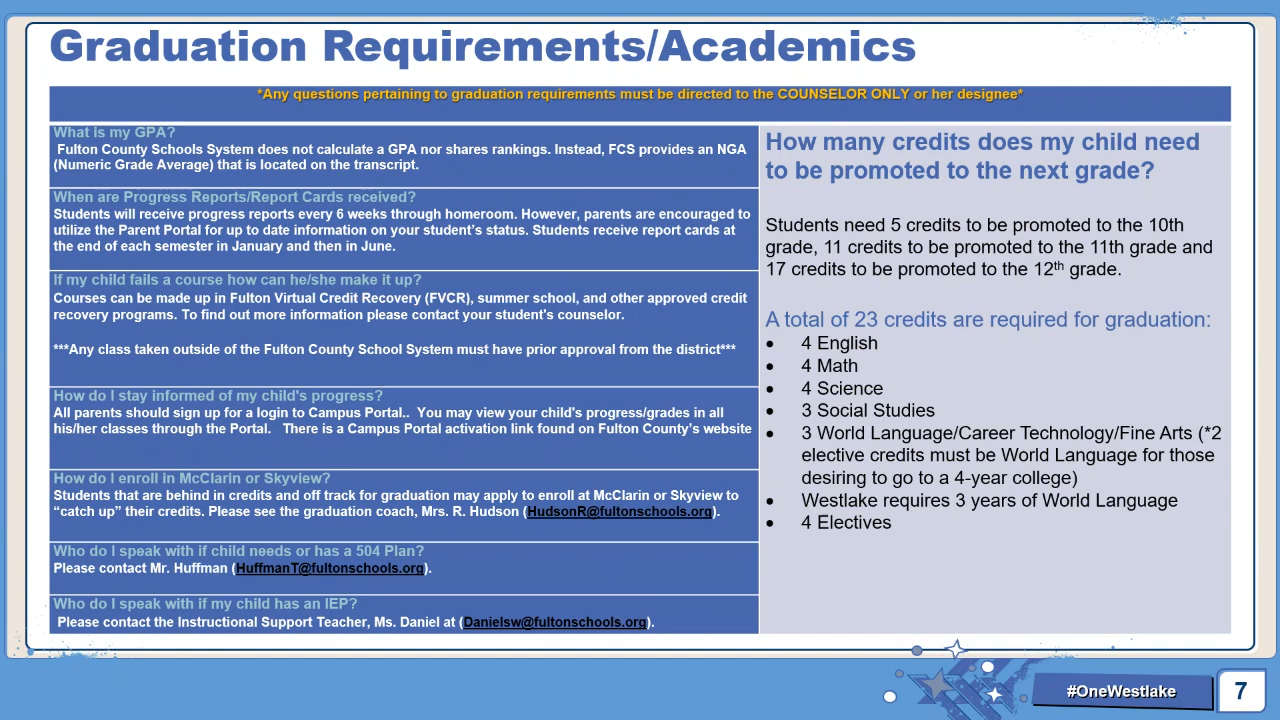 Graduation Requirements/Academics
*Any questions pertaining to graduation requirements must be directed to the COUNSELOR ONLY or her designee*
What is my GPA?
Fulton County Schools System does not calculate a GPA nor shares rankings. Instead, FCS provides an NGA
(Numeric Grade Average) that is located on the transcript.
When are Progress Reports/Report Cards received?
Students will receive progress reports every 6 weeks through homeroom. However, parents are encouraged to
utilize the Parent Portal for up to date information on your student's status. Students receive report cards at
the end of each semester in January and then in June.
If my child fails a course how can he/she make it up?
Courses can be made up in Fulton Virtual Credit Recovery (FVCR), summer school, and other approved credit
recovery programs. To find out more information please contact your student's counselor.
***Any class taken outside of the Fulton County School System must have prior approval from the district***
How do I stay informed of my child's progress?
All parents should sign up for a login to Campus Portal.. You may view your child's progress/grades in all
his/her classes through the Portal. There is a Campus Portal activation link found on Fulton County's website
How do I enroll in McClarin or Skyview?
Students that are behind in credits and off track for graduation may apply to enroll at McClarin or Skyview to
“catch up” their credits. Please see the graduation coach, Mrs. R. Hudson (HudsonR@fultonschools.org).
Who do I speak with if child needs or has a 504 Plan?
Please contact Mr. Huffman (HuffmanT@fultonschools.org).
Who do I speak with if my child has an IEP?
Please contact the Instructional Support Teacher, Ms. Daniel at (Danielsw@fultonschools.org).
How many credits does my child need
to be promoted to the next grade?
Students need 5 credits to be promoted to the 10th
grade, 11 credits to be promoted to the 11th grade and
17 credits to be promoted to the 12th grade.
A total of 23 credits are required for graduation:
• 4 English
• 4 Math
• 4 Science
• 3 Social Studies
• 3 World Language/Career Technology/Fine Arts (*2
elective credits must be World Language for those
desiring to go to a 4-year college)
• Westlake requires 3 years of World Language
• 4 Electives
#OneWestlake
7